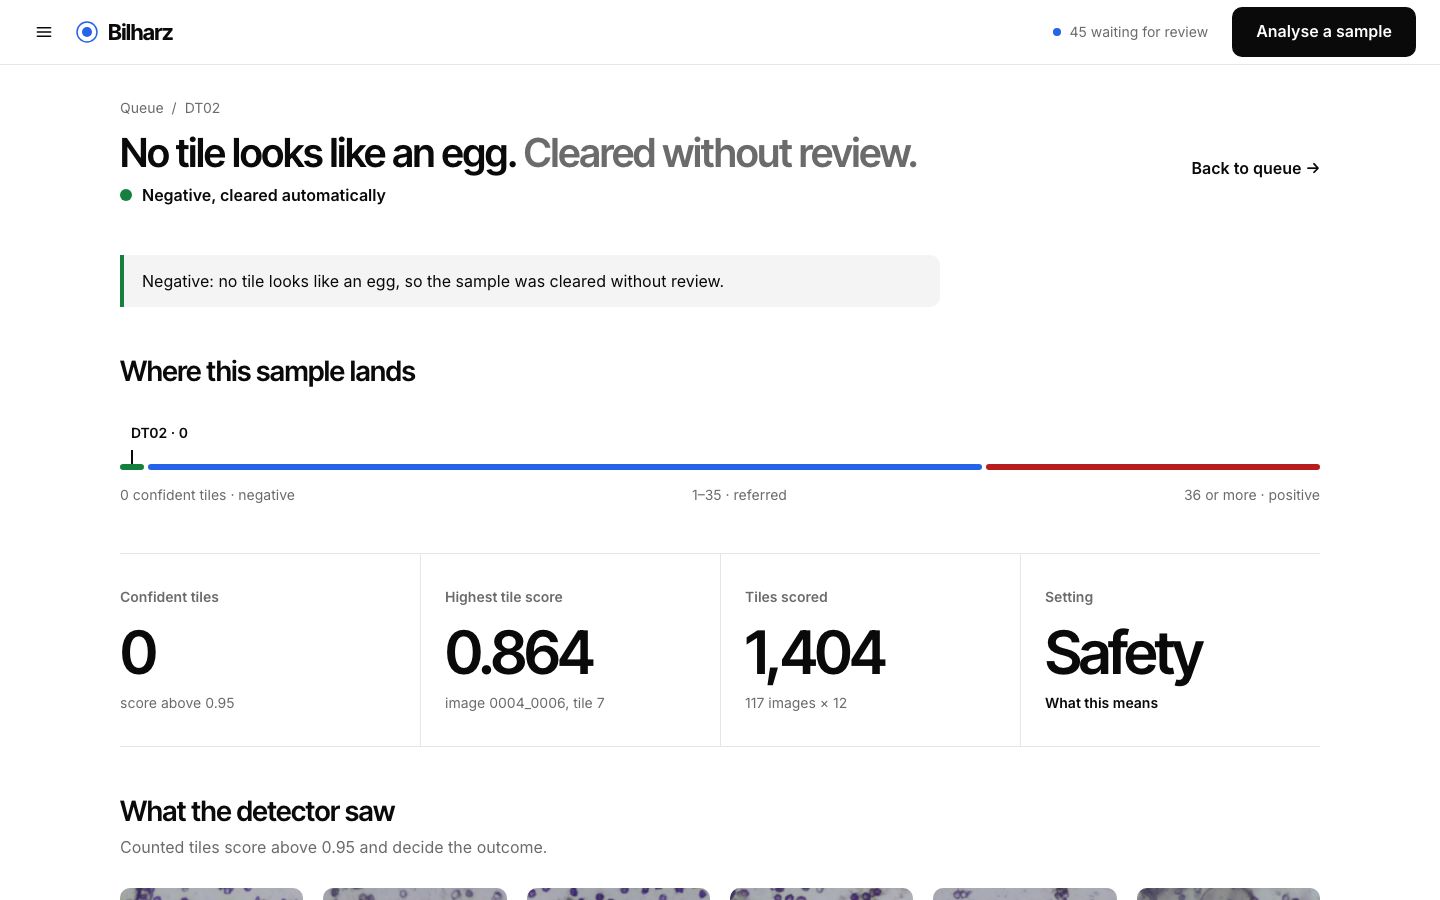 Bilharz
45 waiting for review
Analyse a sample
Queue / DT02
No tile looks like an egg. Cleared without review.
Back to queue →
Negative, cleared automatically
Negative: no tile looks like an egg, so the sample was cleared without review.
Where this sample lands
DT02 · 0
0 confident tiles · negative
1–35 · referred
36 or more · positive
Confident tiles
0
score above 0.95
Highest tile score
0.864
image 0004_0006, tile 7
Tiles scored
1,404
117 images × 12
Setting
Safety
What this means
What the detector saw
Counted tiles score above 0.95 and decide the outcome.